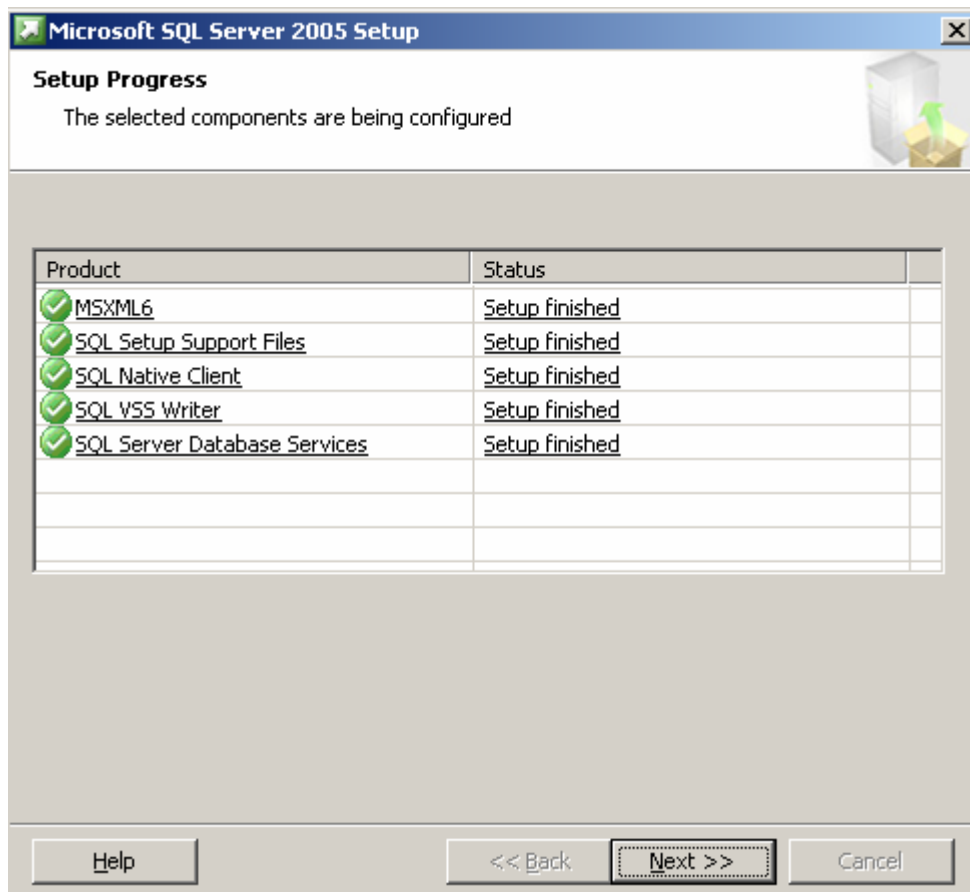 Microsoft SQL Server 2005 Setup
Setup Progress
The selected components are being configured
Product Status
MSXML6 Setup finished
SQL Setup Support Files Setup finished
SQL Native Client Setup finished
SQL VSS Writer Setup finished
SQL Server Database Services Setup finished
Help << Back Next >> Cancel